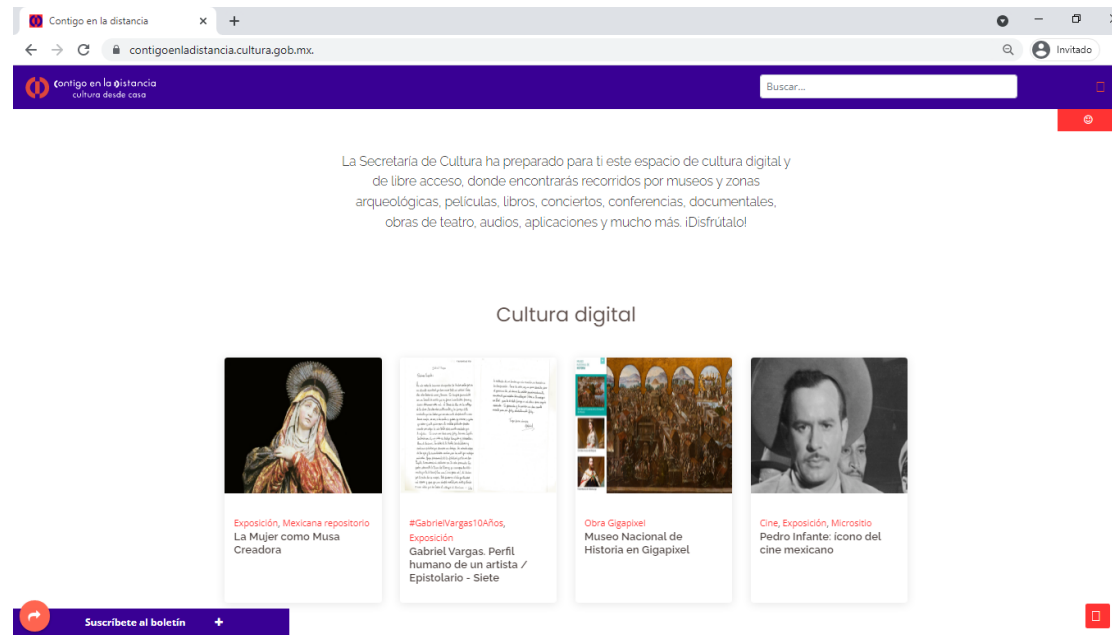 Contigo en la distancia
contigoenladistancia.cultura.gob.mx.
Invitado
Contigo en la Distancia
cultura desde casa
Buscar...
La Secretaría de Cultura ha preparado para ti este espacio de cultura digital y
de libre acceso, donde encontrarás recorridos por museos y zonas
arqueológicas, películas, libros, conciertos, conferencias, documentales,
obras de teatro, audios, aplicaciones y mucho más. ¡Disfrútalo!
Cultura digital
Exposición, Mexicana repositorio
La Mujer como Musa
Creadora
#GabrielVargas10Años,
Exposición
Gabriel Vargas. Perfil
humano de un artista /
Epistolario - Siete
Obra Gigapixel
Museo Nacional de
Historia en Gigapixel
Cine, Exposición, Micrositio
Pedro Infante: ícono del
cine mexicano
Suscríbete al boletín +